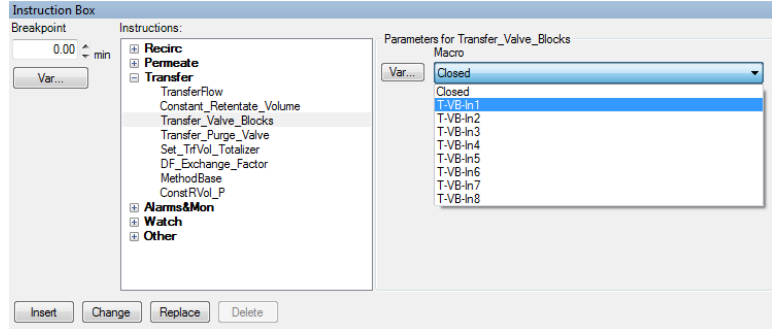 Instruction Box
Breakpoint
0.00 min
Var...
Instructions:
Recirc
Permeate
Transfer
TransferFlow
Constant_Retentate_Volume
Transfer_Valve_Blocks
Transfer_Purge_Valve
Set_TrfVol_Totalizer
DF_Exchange_Factor
MethodBase
ConstRVol_P
Alarms&Mon
Watch
Other
Parameters for Transfer_Valve_Blocks
Macro
Var...
Closed
Closed
T-VB-In1
T-VB-In2
T-VB-In3
T-VB-In4
T-VB-In5
T-VB-In6
T-VB-In7
T-VB-In8
Insert Change Replace Delete